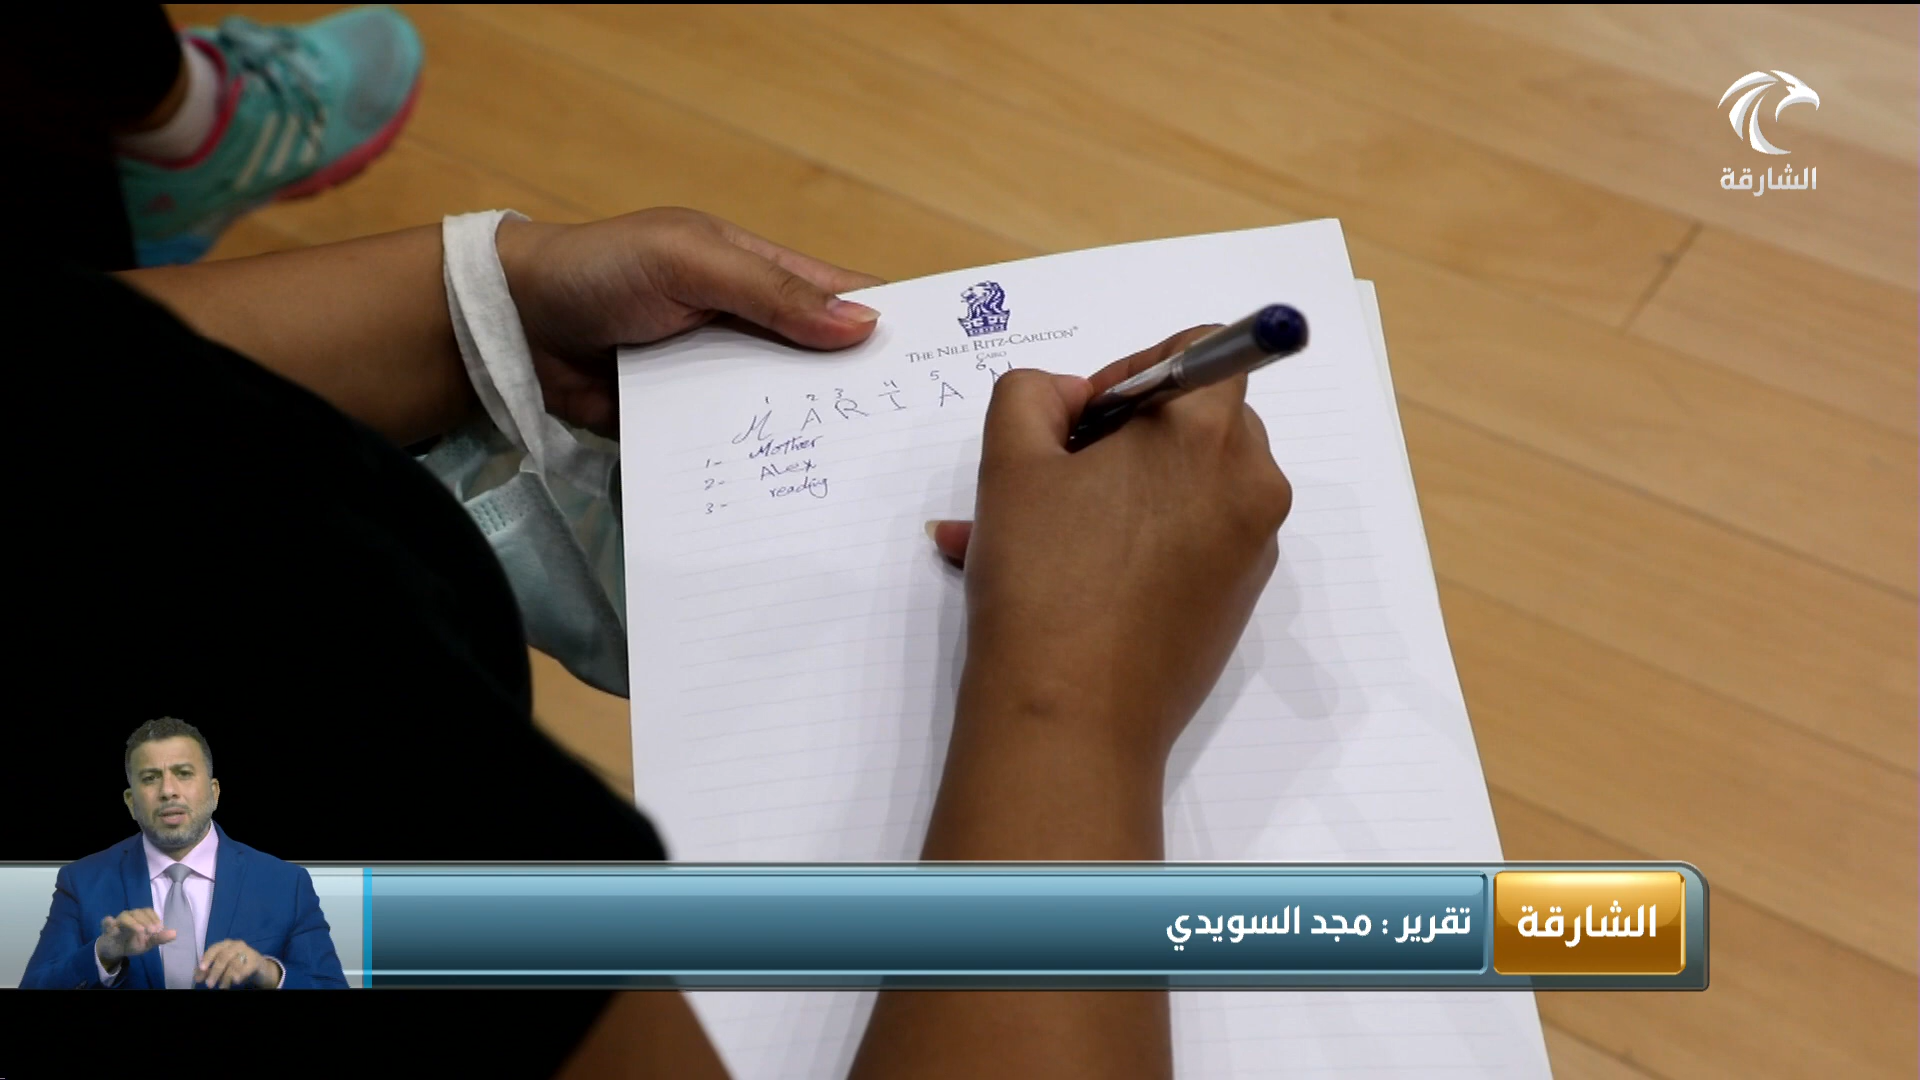 الشارقة
THE NILE RITZ-CARLTON®
CAIRO
1 2 3 4 5 6
M A R I A N
1- Mother
2- Alex
3- reading
تقرير : مجد السويدي
الشارقة